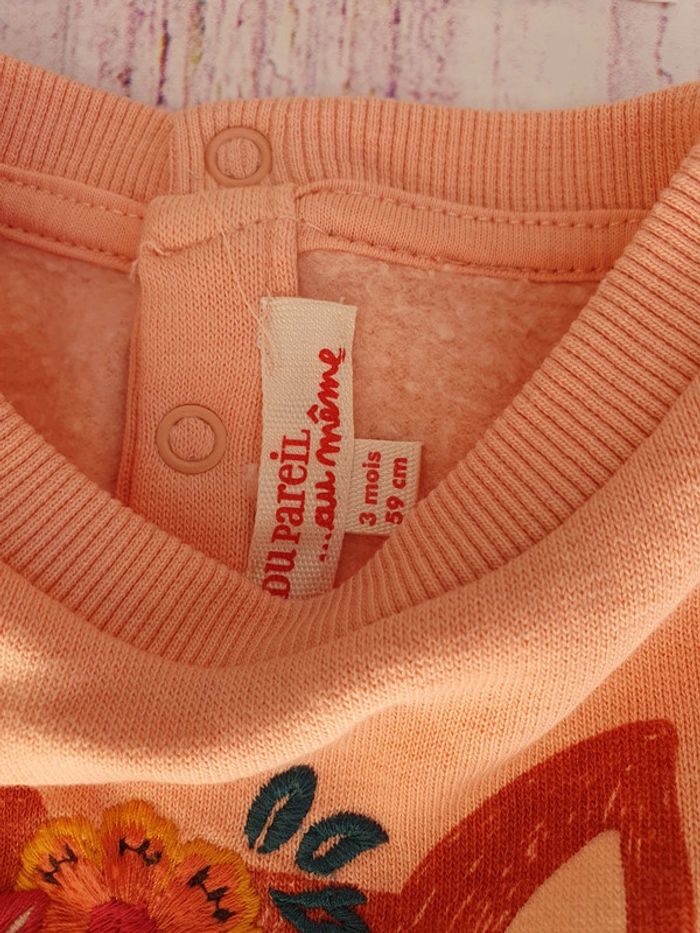 DU PAREIL
...au même
3 mois
59 cm